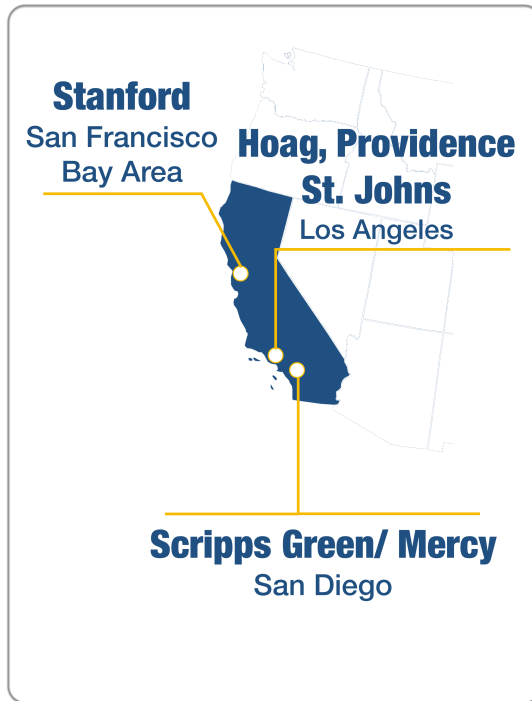 Stanford
San Francisco
Bay Area
Hoag, Providence
St. Johns
Los Angeles
Scripps Green/ Mercy
San Diego